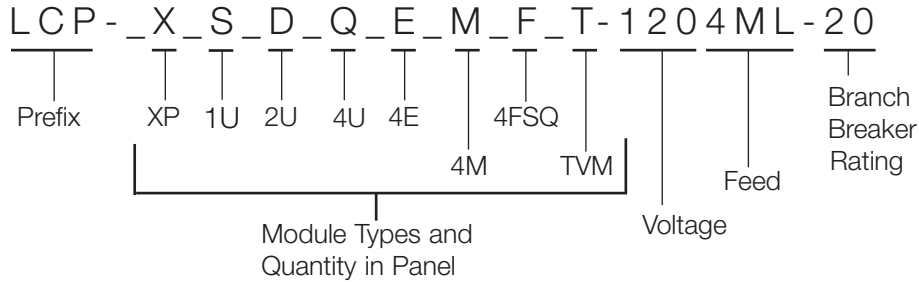 LCP-_X_S_D_Q_E_M_F_T-1204ML-20
Prefix
XP
1U
2U
4U
4E
4M
4FSQ
TVM
Voltage
Feed
Branch
Breaker
Rating
Module Types and
Quantity in Panel